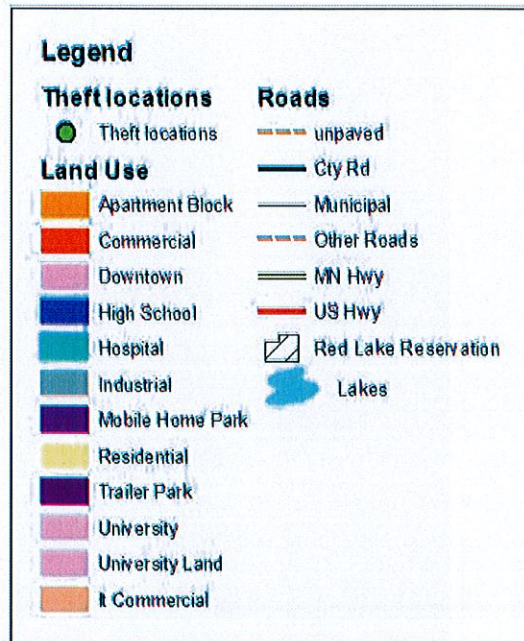 Legend
Theft locations
Theft locations
Land Use
Apartment Block
Commercial
Downtown
High School
Hospital
Industrial
Mobile Home Park
Residential
Trailer Park
University
University Land
lt Commercial
Roads
unpaved
Cty Rd
Municipal
Other Roads
MN Hwy
US Hwy
Red Lake Reservation
Lakes